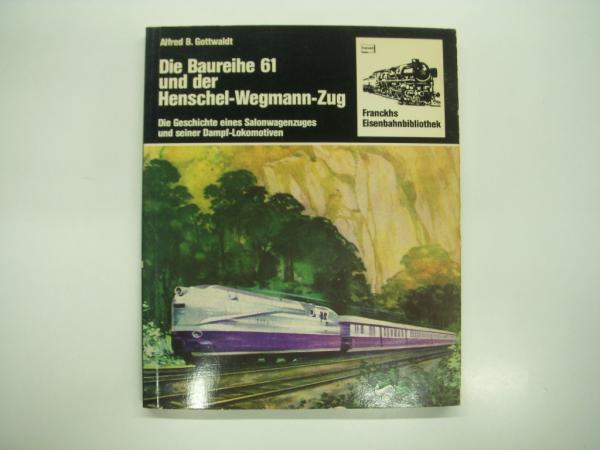 Alfred B. Gottwaldt
Die Baureihe 61
und der
Henschel-Wegmann-Zug
Die Geschichte eines Salonwagenzuges
und seiner Dampf-Lokomotiven
Franckhs
Eisenbahnbibliothek